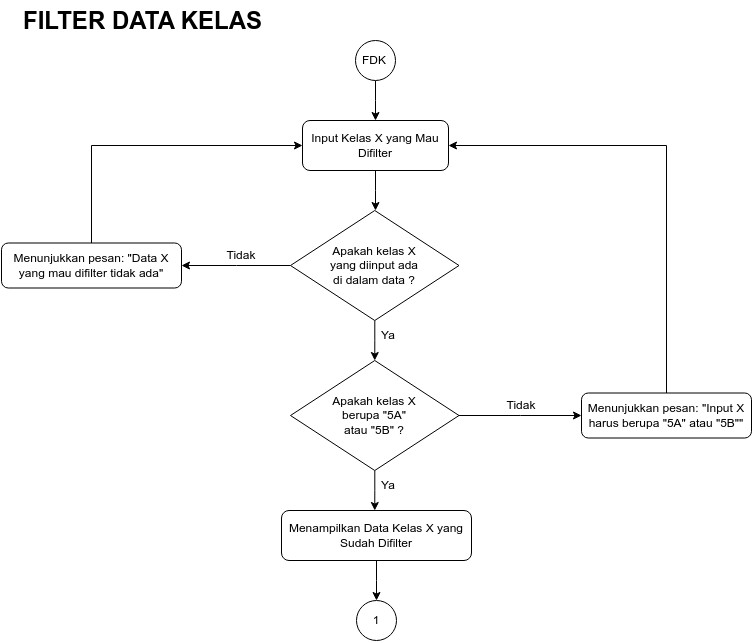 FILTER DATA KELAS
FDK
Input Kelas X yang Mau
Difilter
Apakah kelas X
yang diinput ada
di dalam data ?
Tidak
Menunjukkan pesan: "Data X
yang mau difilter tidak ada"
Ya
Apakah kelas X
berupa "5A"
atau "5B" ?
Tidak
Menunjukkan pesan: "Input X
harus berupa "5A" atau "5B""
Ya
Menampilkan Data Kelas X yang
Sudah Difilter
1